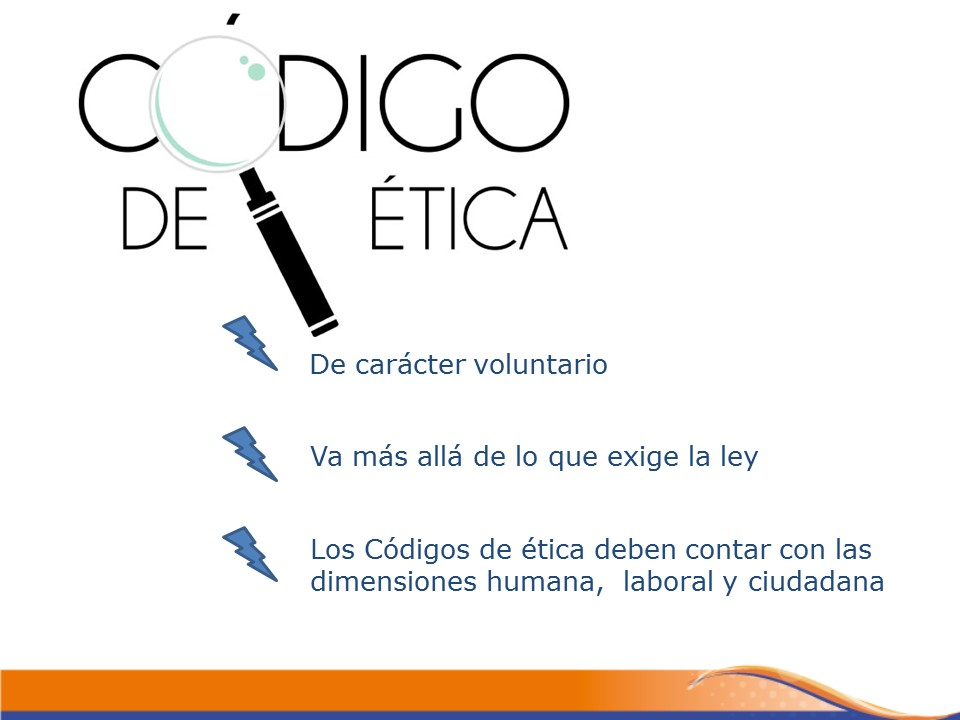 CÓDIGO
DE ÉTICA
De carácter voluntario
Va más allá de lo que exige la ley
Los Códigos de ética deben contar con las
dimensiones humana, laboral y ciudadana